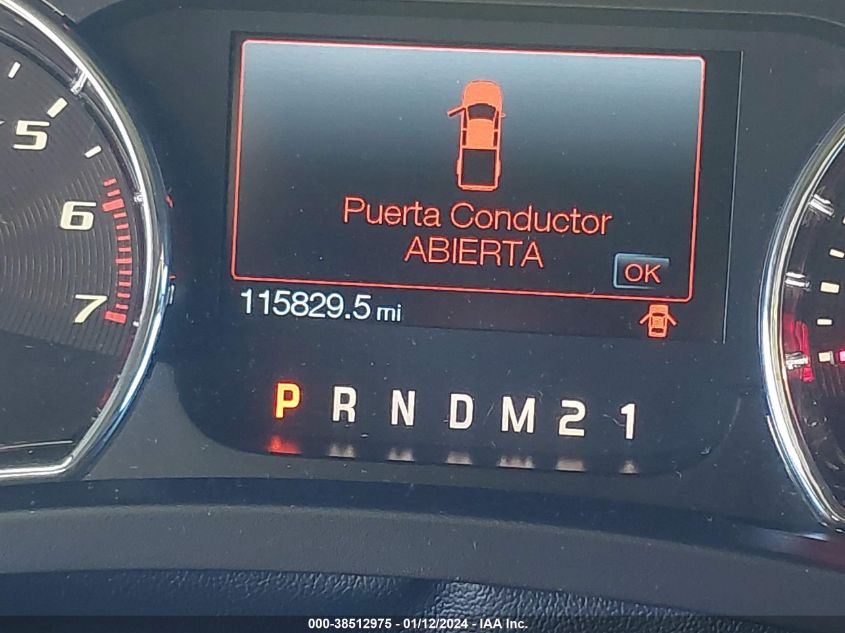 5
6
7
Puerta Conductor
ABIERTA
OK
115829.5 mi
P R N D M 2 1
000-38512975 - 01/12/2024 - IAA Inc.